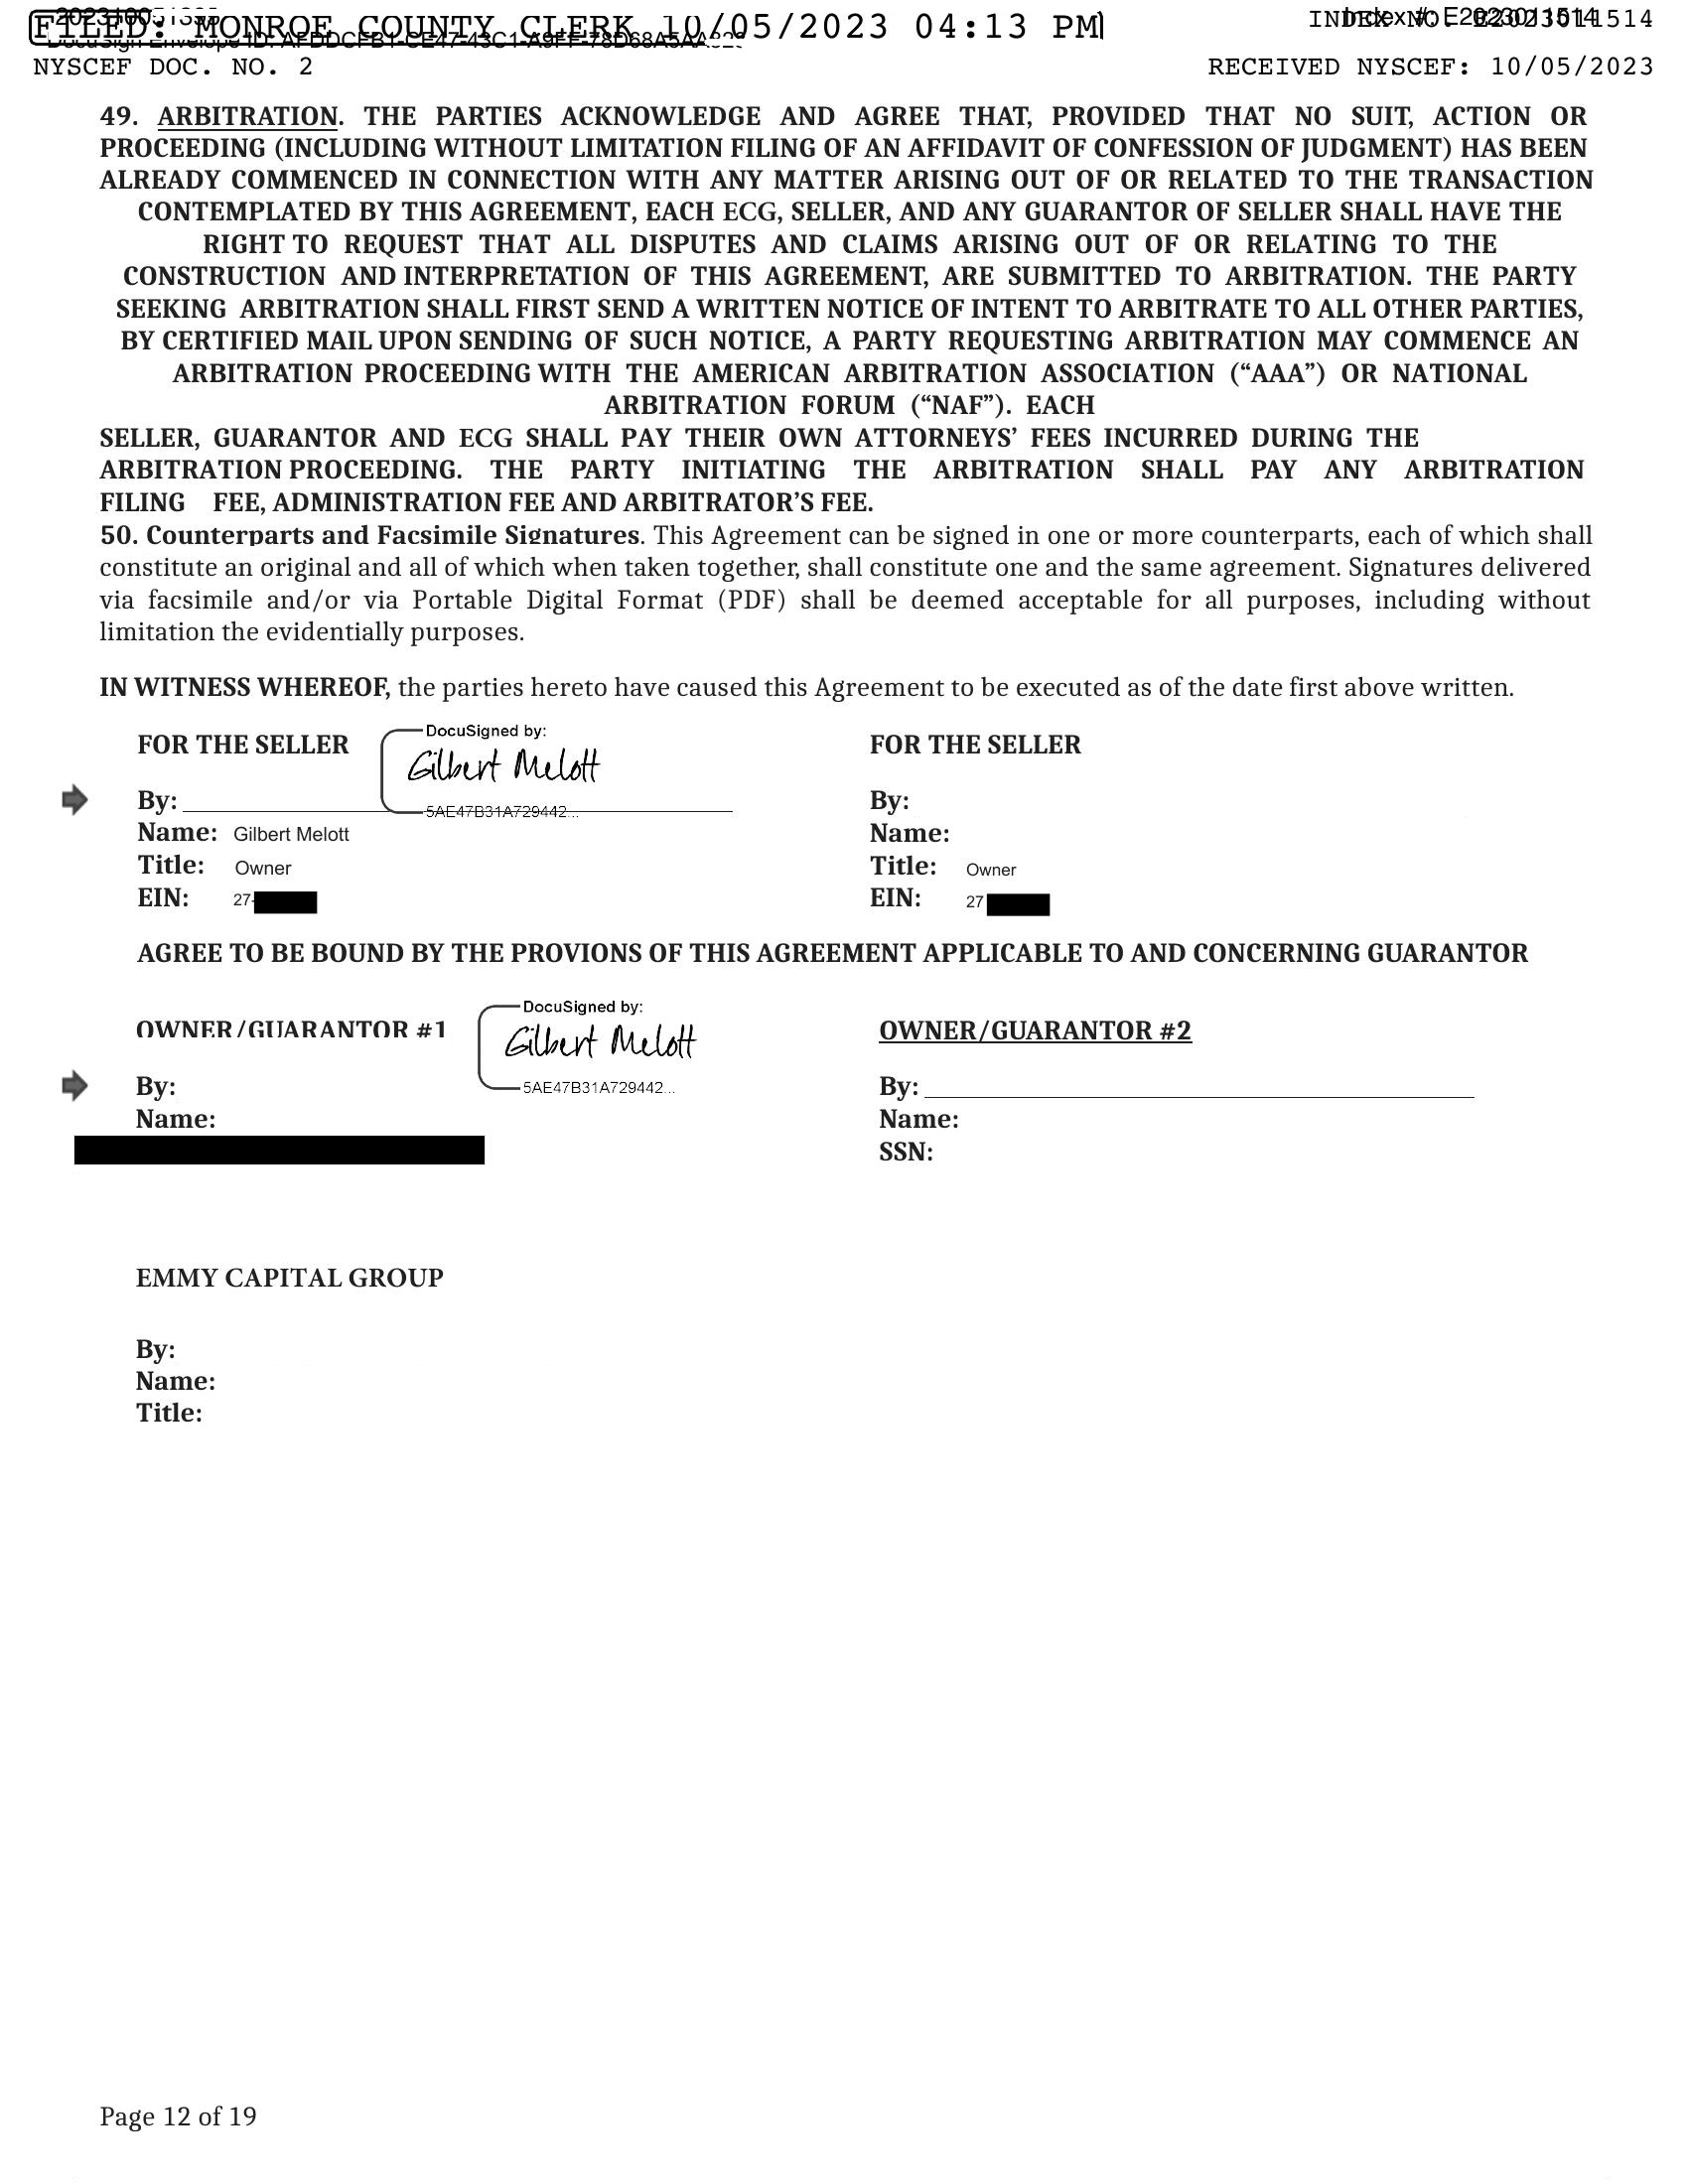 FILED: MONROE COUNTY CLERK 10/05/2023 04:13 PM
INDEX NO. E2023011514
Index #: E2023011514
NYSCEF DOC. NO. 2
RECEIVED NYSCEF: 10/05/2023
49. ARBITRATION. THE PARTIES ACKNOWLEDGE AND AGREE THAT, PROVIDED THAT NO SUIT, ACTION OR
PROCEEDING (INCLUDING WITHOUT LIMITATION FILING OF AN AFFIDAVIT OF CONFESSION OF JUDGMENT) HAS BEEN
ALREADY COMMENCED IN CONNECTION WITH ANY MATTER ARISING OUT OF OR RELATED TO THE TRANSACTION
CONTEMPLATED BY THIS AGREEMENT, EACH ECG, SELLER, AND ANY GUARANTOR OF SELLER SHALL HAVE THE
RIGHT TO REQUEST THAT ALL DISPUTES AND CLAIMS ARISING OUT OF OR RELATING TO THE
CONSTRUCTION AND INTERPRETATION OF THIS AGREEMENT, ARE SUBMITTED TO ARBITRATION. THE PARTY
SEEKING ARBITRATION SHALL FIRST SEND A WRITTEN NOTICE OF INTENT TO ARBITRATE TO ALL OTHER PARTIES,
BY CERTIFIED MAIL UPON SENDING OF SUCH NOTICE, A PARTY REQUESTING ARBITRATION MAY COMMENCE AN
ARBITRATION PROCEEDING WITH THE AMERICAN ARBITRATION ASSOCIATION (“AAA”) OR NATIONAL
ARBITRATION FORUM (“NAF”). EACH
SELLER, GUARANTOR AND ECG SHALL PAY THEIR OWN ATTORNEYS’ FEES INCURRED DURING THE
ARBITRATION PROCEEDING. THE PARTY INITIATING THE ARBITRATION SHALL PAY ANY ARBITRATION
FILING FEE, ADMINISTRATION FEE AND ARBITRATOR’S FEE.
50. Counterparts and Facsimile Signatures. This Agreement can be signed in one or more counterparts, each of which shall
constitute an original and all of which when taken together, shall constitute one and the same agreement. Signatures delivered
via facsimile and/or via Portable Digital Format (PDF) shall be deemed acceptable for all purposes, including without
limitation the evidentially purposes.
IN WITNESS WHEREOF, the parties hereto have caused this Agreement to be executed as of the date first above written.
FOR THE SELLER
DocuSigned by:
Gilbert Melott
By:
5AE47B31A729442...
Name: Gilbert Melott
Title: Owner
EIN: 27-
FOR THE SELLER
By:
Name:
Title: Owner
EIN: 27
AGREE TO BE BOUND BY THE PROVIONS OF THIS AGREEMENT APPLICABLE TO AND CONCERNING GUARANTOR
OWNER/GUARANTOR #1
DocuSigned by:
Gilbert Melott
By:
5AE47B31A729442...
Name:
OWNER/GUARANTOR #2
By:
Name:
SSN:
EMMY CAPITAL GROUP
By:
Name:
Title:
Page 12 of 19